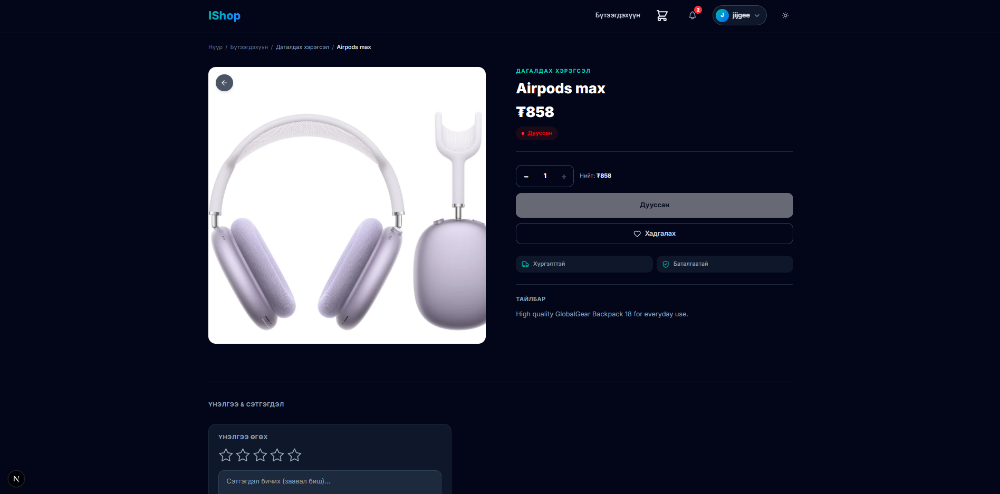 IShop
Бүтээгдэхүүн
2
J jijgee
Нүүр / Бүтээгдэхүүн / Дагалдах хэрэгсэл / Airpods max
ДАГАЛДАХ ХЭРЭГСЭЛ
Airpods max
₮858
Дууссан
− 1 + Нийт: ₮858
Дууссан
Хадгалах
Хүргэлттэй
Баталгаатай
ТАЙЛБАР
High quality GlobalGear Backpack 18 for everyday use.
ҮНЭЛГЭЭ & СЭТГЭГДЭЛ
ҮНЭЛГЭЭ ӨГӨХ
Сэтгэгдэл бичих (заавал биш)...
N